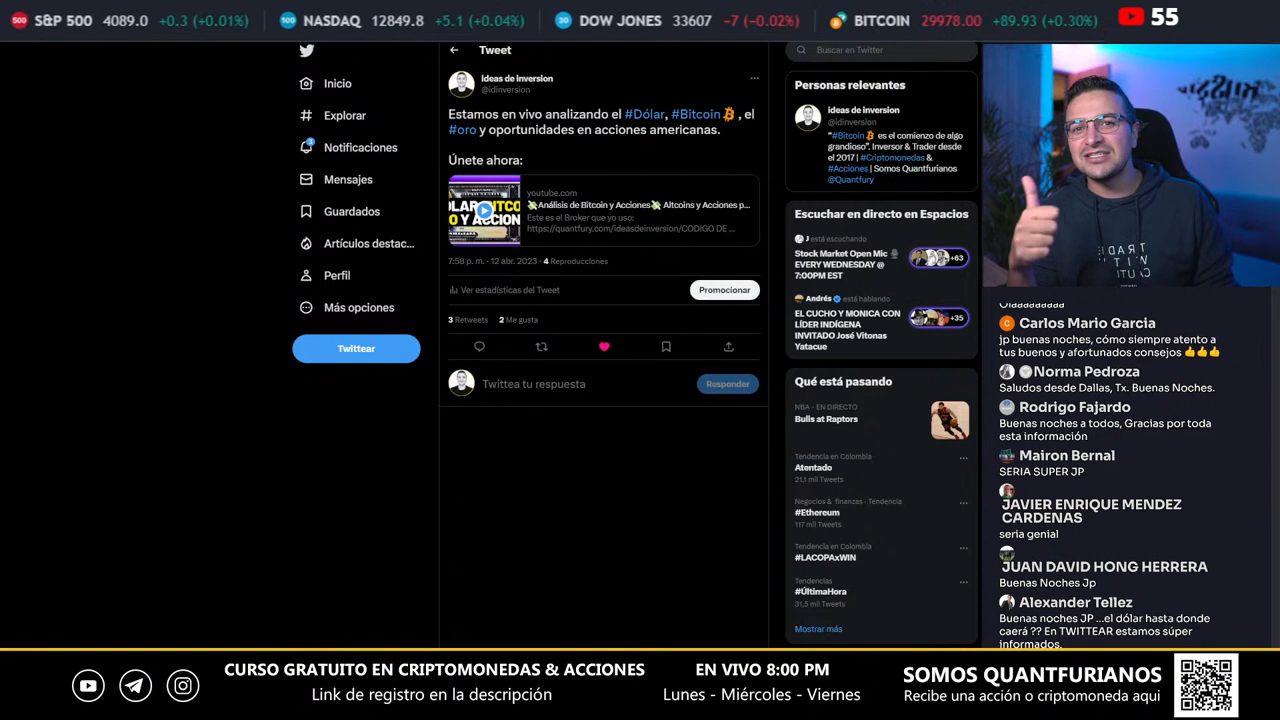 S&P 500 4089.0 +0.3 (+0.01%)
NASDAQ 12849.8 +5.1 (+0.04%)
DOW JONES 33607 −7 (−0.02%)
BITCOIN 29978.00 +89.93 (+0.30%)
55
Inicio
Explorar
Notificaciones
Mensajes
Guardados
Artículos destac...
Perfil
Más opciones
Twittear
Tweet
ideas de inversion
@idinversion
Estamos en vivo analizando el #Dólar, #Bitcoin, el
#oro y oportunidades en acciones americanas.
Únete ahora:
youtube.com
Análisis de Bitcoin y Acciones Altcoins y Acciones p...
Este es el Broker que yo uso:
https://quantfury.com/ideasdeinversion/CODIGO DE ...
7:58 p. m. · 12 abr. 2023 · 4 Reproducciones
Ver estadísticas del Tweet
Promocionar
3 Retweets 2 Me gusta
Twittea tu respuesta
Responder
Buscar en Twitter
Personas relevantes
ideas de inversion
@idinversion
"#Bitcoin es el comienzo de algo
grandioso". Inversor & Trader desde
el 2017 | #Criptomonedas &
#Acciones | Somos Quantfurianos
@Quantfury
Escuchar en directo en Espacios
J está escuchando
Stock Market Open Mic
EVERY WEDNESDAY @
7:00PM EST
+63
Andrés está hablando
EL CUCHO Y MONICA CON
LÍDER INDÍGENA
INVITADO José Vitonas
Yatacue
+35
Qué está pasando
NBA · EN DIRECTO
Bulls at Raptors
Tendencia en Colombia
Atentado
21,1 mil Tweets
Negocios & finanzas · Tendencia
#Ethereum
117 mil Tweets
Tendencia en Colombia
#LACOPAxWIN
Tendencias
#ÚltimaHora
31,5 mil Tweets
Mostrar más
Carlos Mario Garcia
jp buenas noches, cómo siempre atento a
tus buenos y afortunados consejos
Norma Pedroza
Saludos desde Dallas, Tx. Buenas Noches.
Rodrigo Fajardo
Buenas noches a todos, Gracias por toda
esta información
Mairon Bernal
SERIA SUPER JP
JAVIER ENRIQUE MENDEZ
CARDENAS
seria genial
JUAN DAVID HONG HERRERA
Buenas Noches Jp
Alexander Tellez
Buenas noches JP ...el dólar hasta donde
caerá ?? En TWITTEAR estamos súper
informados.
CURSO GRATUITO EN CRIPTOMONEDAS & ACCIONES
Link de registro en la descripción
EN VIVO 8:00 PM
Lunes - Miércoles - Viernes
SOMOS QUANTFURIANOS
Recibe una acción o criptomoneda aqui